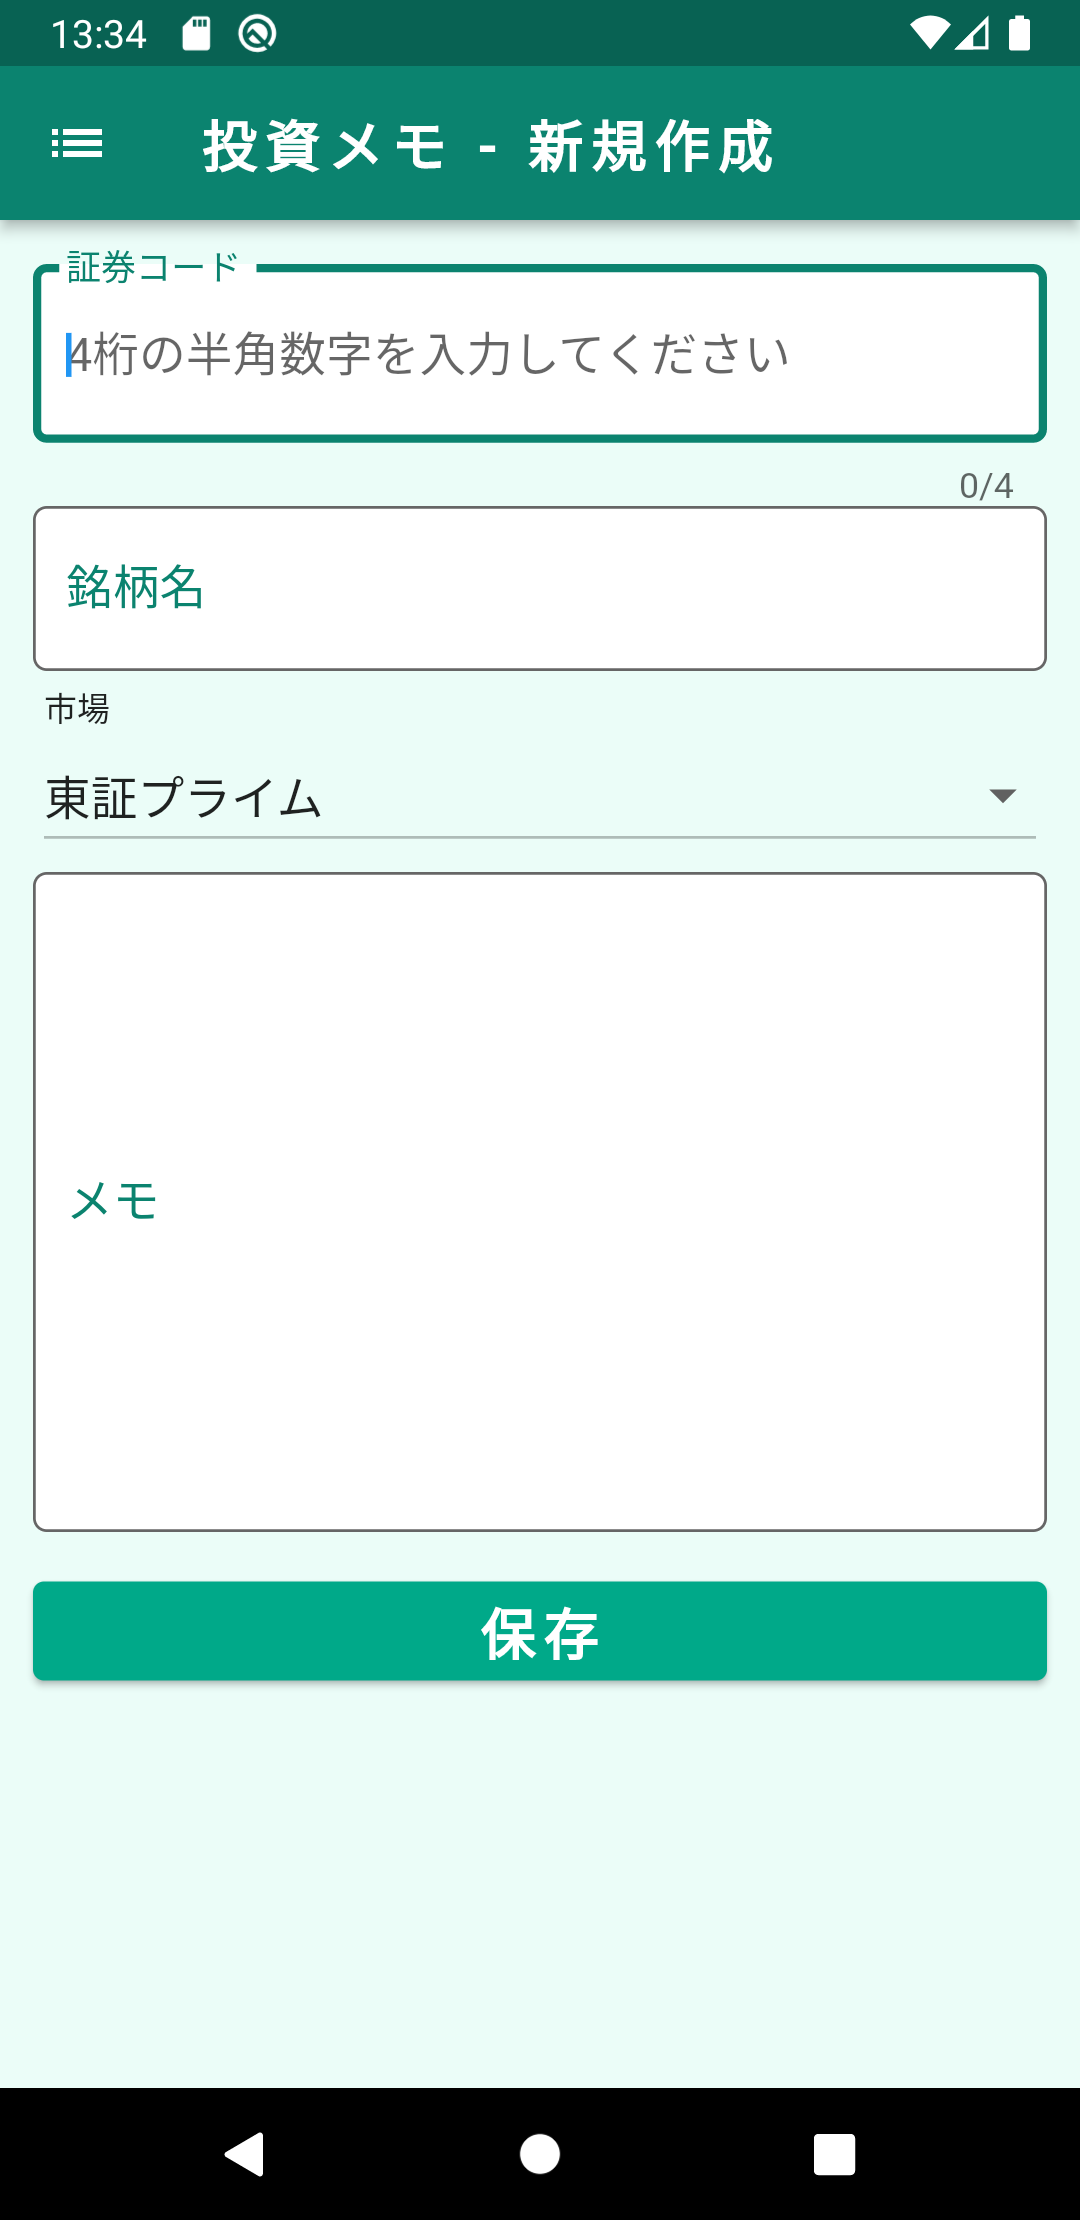 13:34
投資メモ - 新規作成
証券コード
4桁の半角数字を入力してください
0/4
銘柄名
市場
東証プライム
メモ
保存